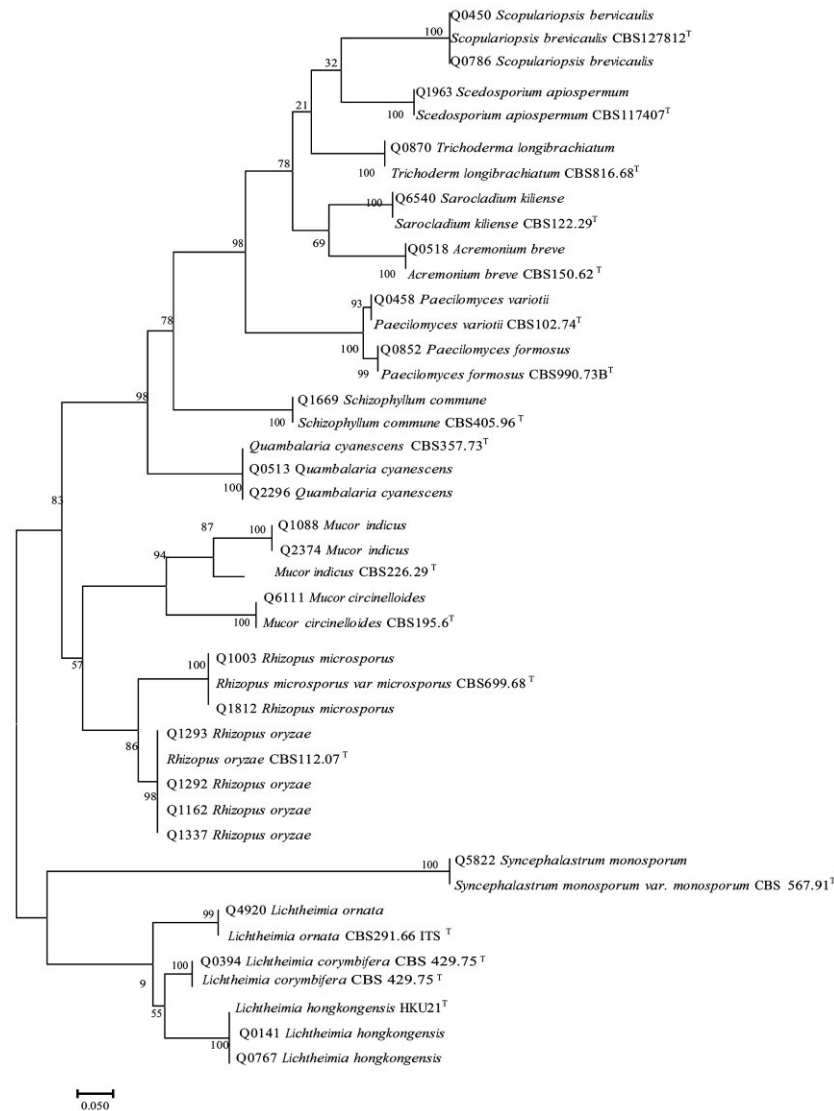 Q0450 Scopulariopsis bervicaulis
100
Scopulariopsis brevicaulis CBS127812T
32
Q0786 Scopulariopsis brevicaulis
Q1963 Scedosporium apiospermum
21
100
Scedosporium apiospermum CBS117407T
Q0870 Trichoderma longibrachiatum
78
100
Trichoderm longibrachiatum CBS816.68T
Q6540 Sarocladium kiliense
100
Sarocladium kiliense CBS122.29T
98
69
Q0518 Acremonium breve
100
Acremonium breve CBS150.62 T
93
Q0458 Paecilomyces variotii
78
Paecilomyces variotii CBS102.74T
100
Q0852 Paecilomyces formosus
99
Paecilomyces formosus CBS990.73BT
98
Q1669 Schizophyllum commune
100
Schizophyllum commune CBS405.96 T
Quambalaria cyanescens CBS357.73T
Q0513 Quambalaria cyanescens
100
Q2296 Quambalaria cyanescens
83
87
100
Q1088 Mucor indicus
94
Q2374 Mucor indicus
Mucor indicus CBS226.29 T
Q6111 Mucor circinelloides
100
Mucor circinelloides CBS195.6T
57
100
Q1003 Rhizopus microsporus
Rhizopus microsporus var microsporus CBS699.68 T
Q1812 Rhizopus microsporus
86
Q1293 Rhizopus oryzae
Rhizopus oryzae CBS112.07 T
Q1292 Rhizopus oryzae
98
Q1162 Rhizopus oryzae
Q1337 Rhizopus oryzae
100
Q5822 Syncephalastrum monosporum
Syncephalastrum monosporum var. monosporum CBS 567.91T
99
Q4920 Lichtheimia ornata
Lichtheimia ornata CBS291.66 ITS T
9
100
Q0394 Lichtheimia corymbifera CBS 429.75 T
Lichtheimia corymbifera CBS 429.75 T
55
Lichtheimia hongkongensis HKU21T
Q0141 Lichtheimia hongkongensis
100
Q0767 Lichtheimia hongkongensis
0.050